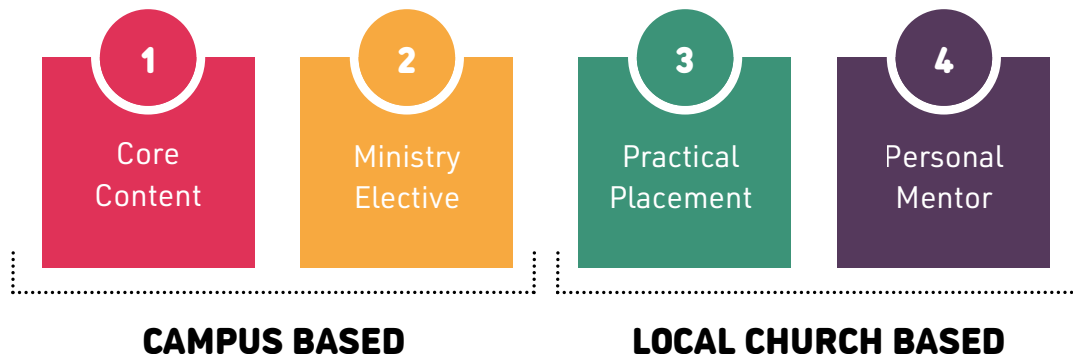 1
Core
Content
2
Ministry
Elective
3
Practical
Placement
4
Personal
Mentor
CAMPUS BASED
LOCAL CHURCH BASED